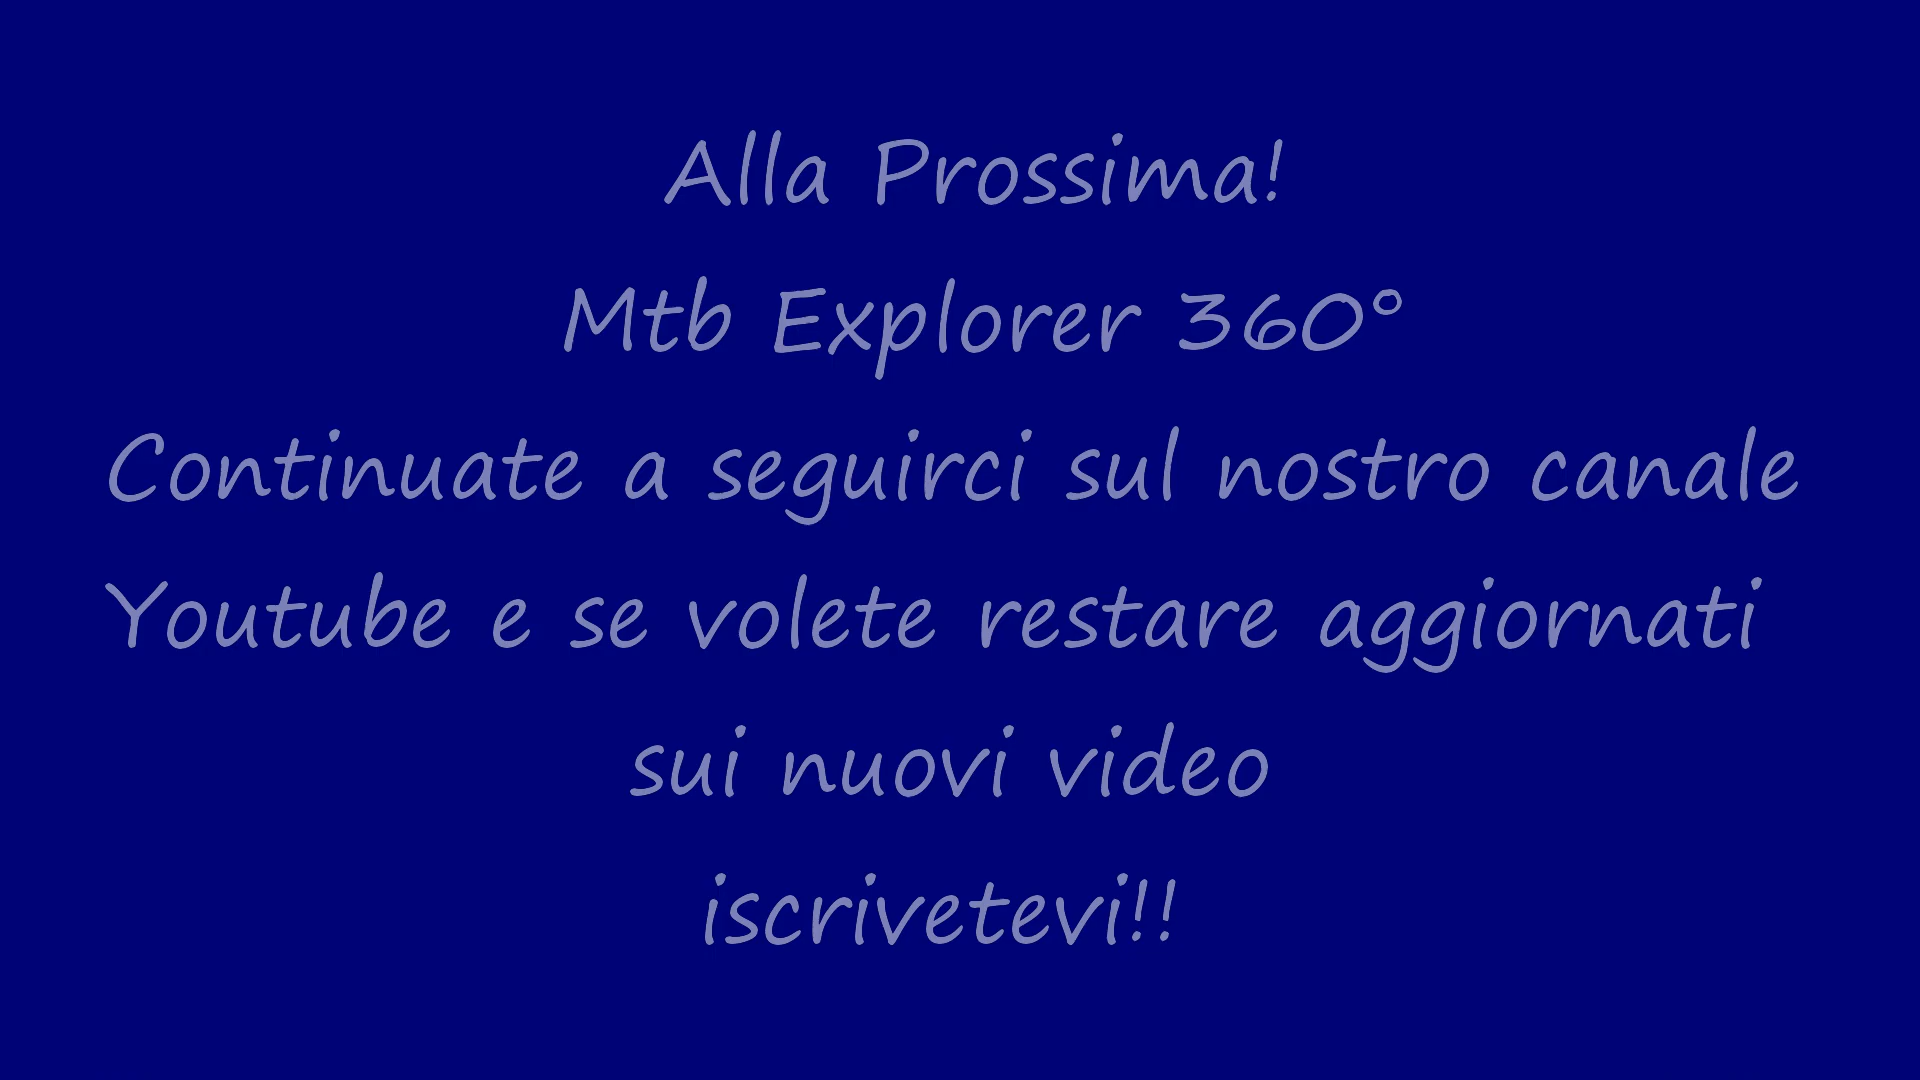 Alla Prossima!
Mtb Explorer 360°
Continuate a seguirci sul nostro canale
Youtube e se volete restare aggiornati
sui nuovi video
iscrivetevi!!